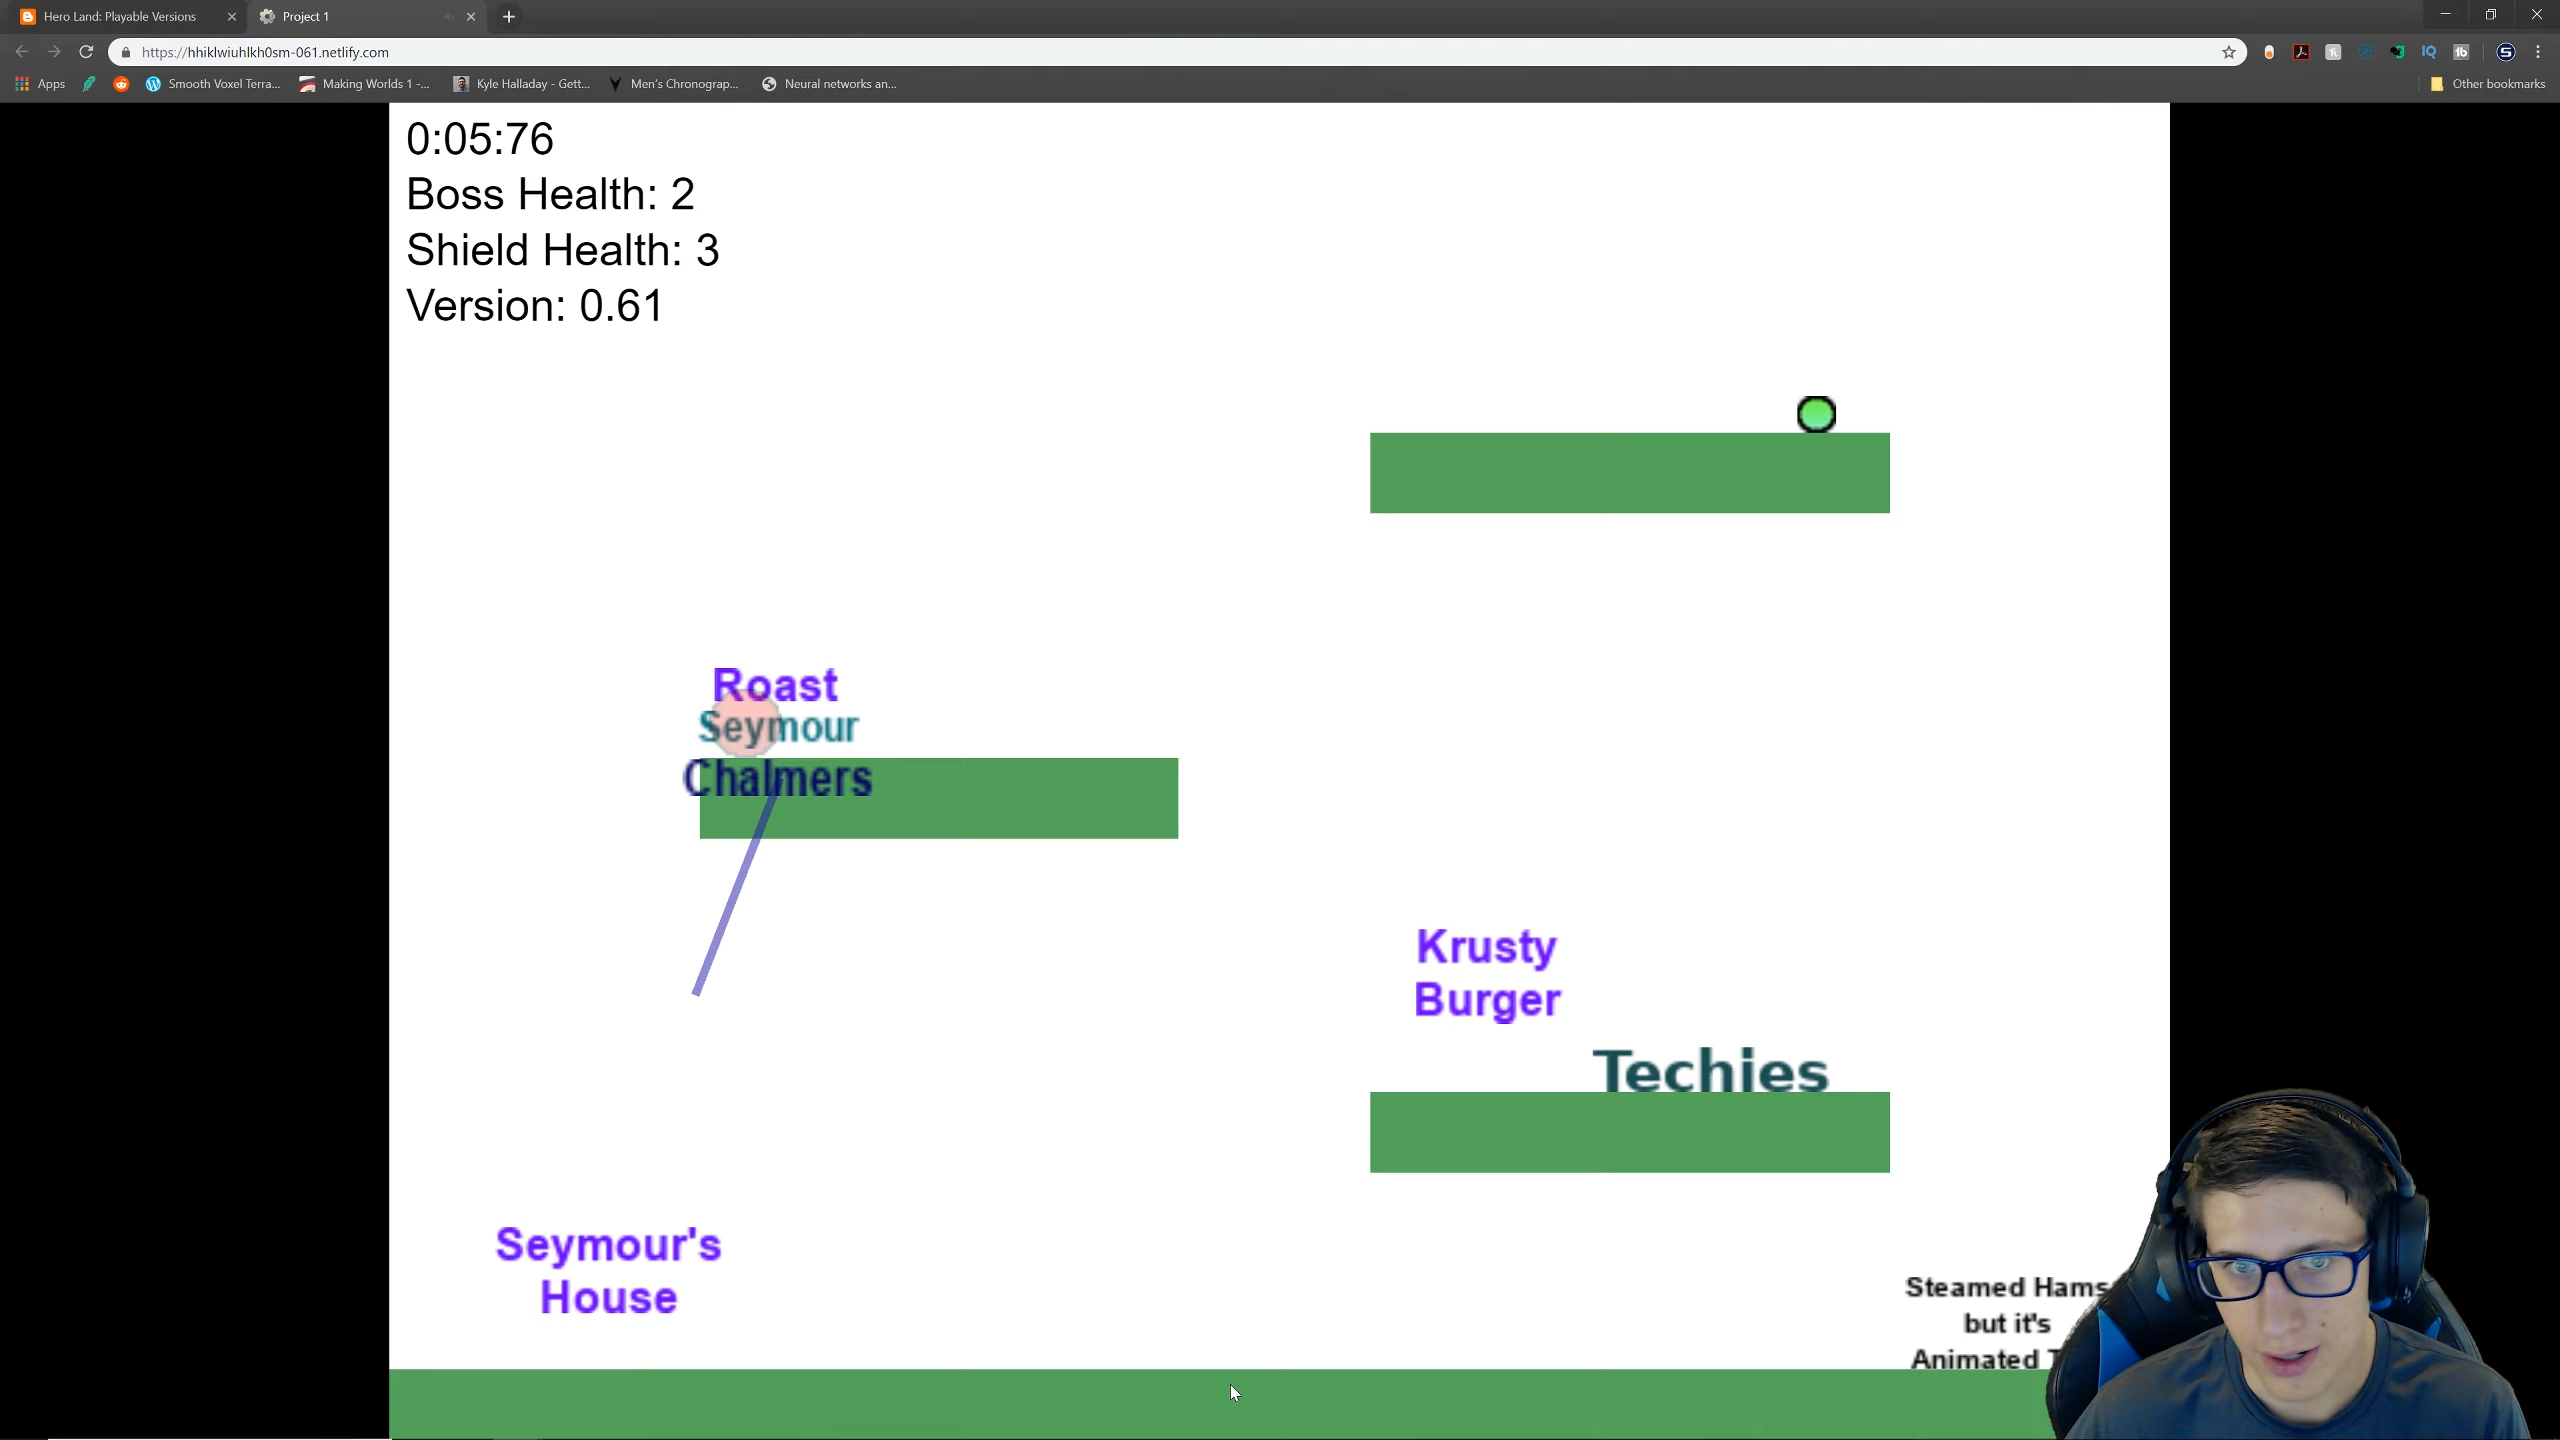 Hero Land: Playable Versions
Project 1
https://hhiklwiuhlkh0sm-061.netlify.com
Apps
Smooth Voxel Terra...
Making Worlds 1 -...
Kyle Halladay - Gett...
Men's Chronograp...
Neural networks an...
Other bookmarks
0:05:76
Boss Health: 2
Shield Health: 3
Version: 0.61
Roast
Seymour
Chalmers
Krusty
Burger
Techies
Seymour's
House
Steamed Hams
but it's
Animated